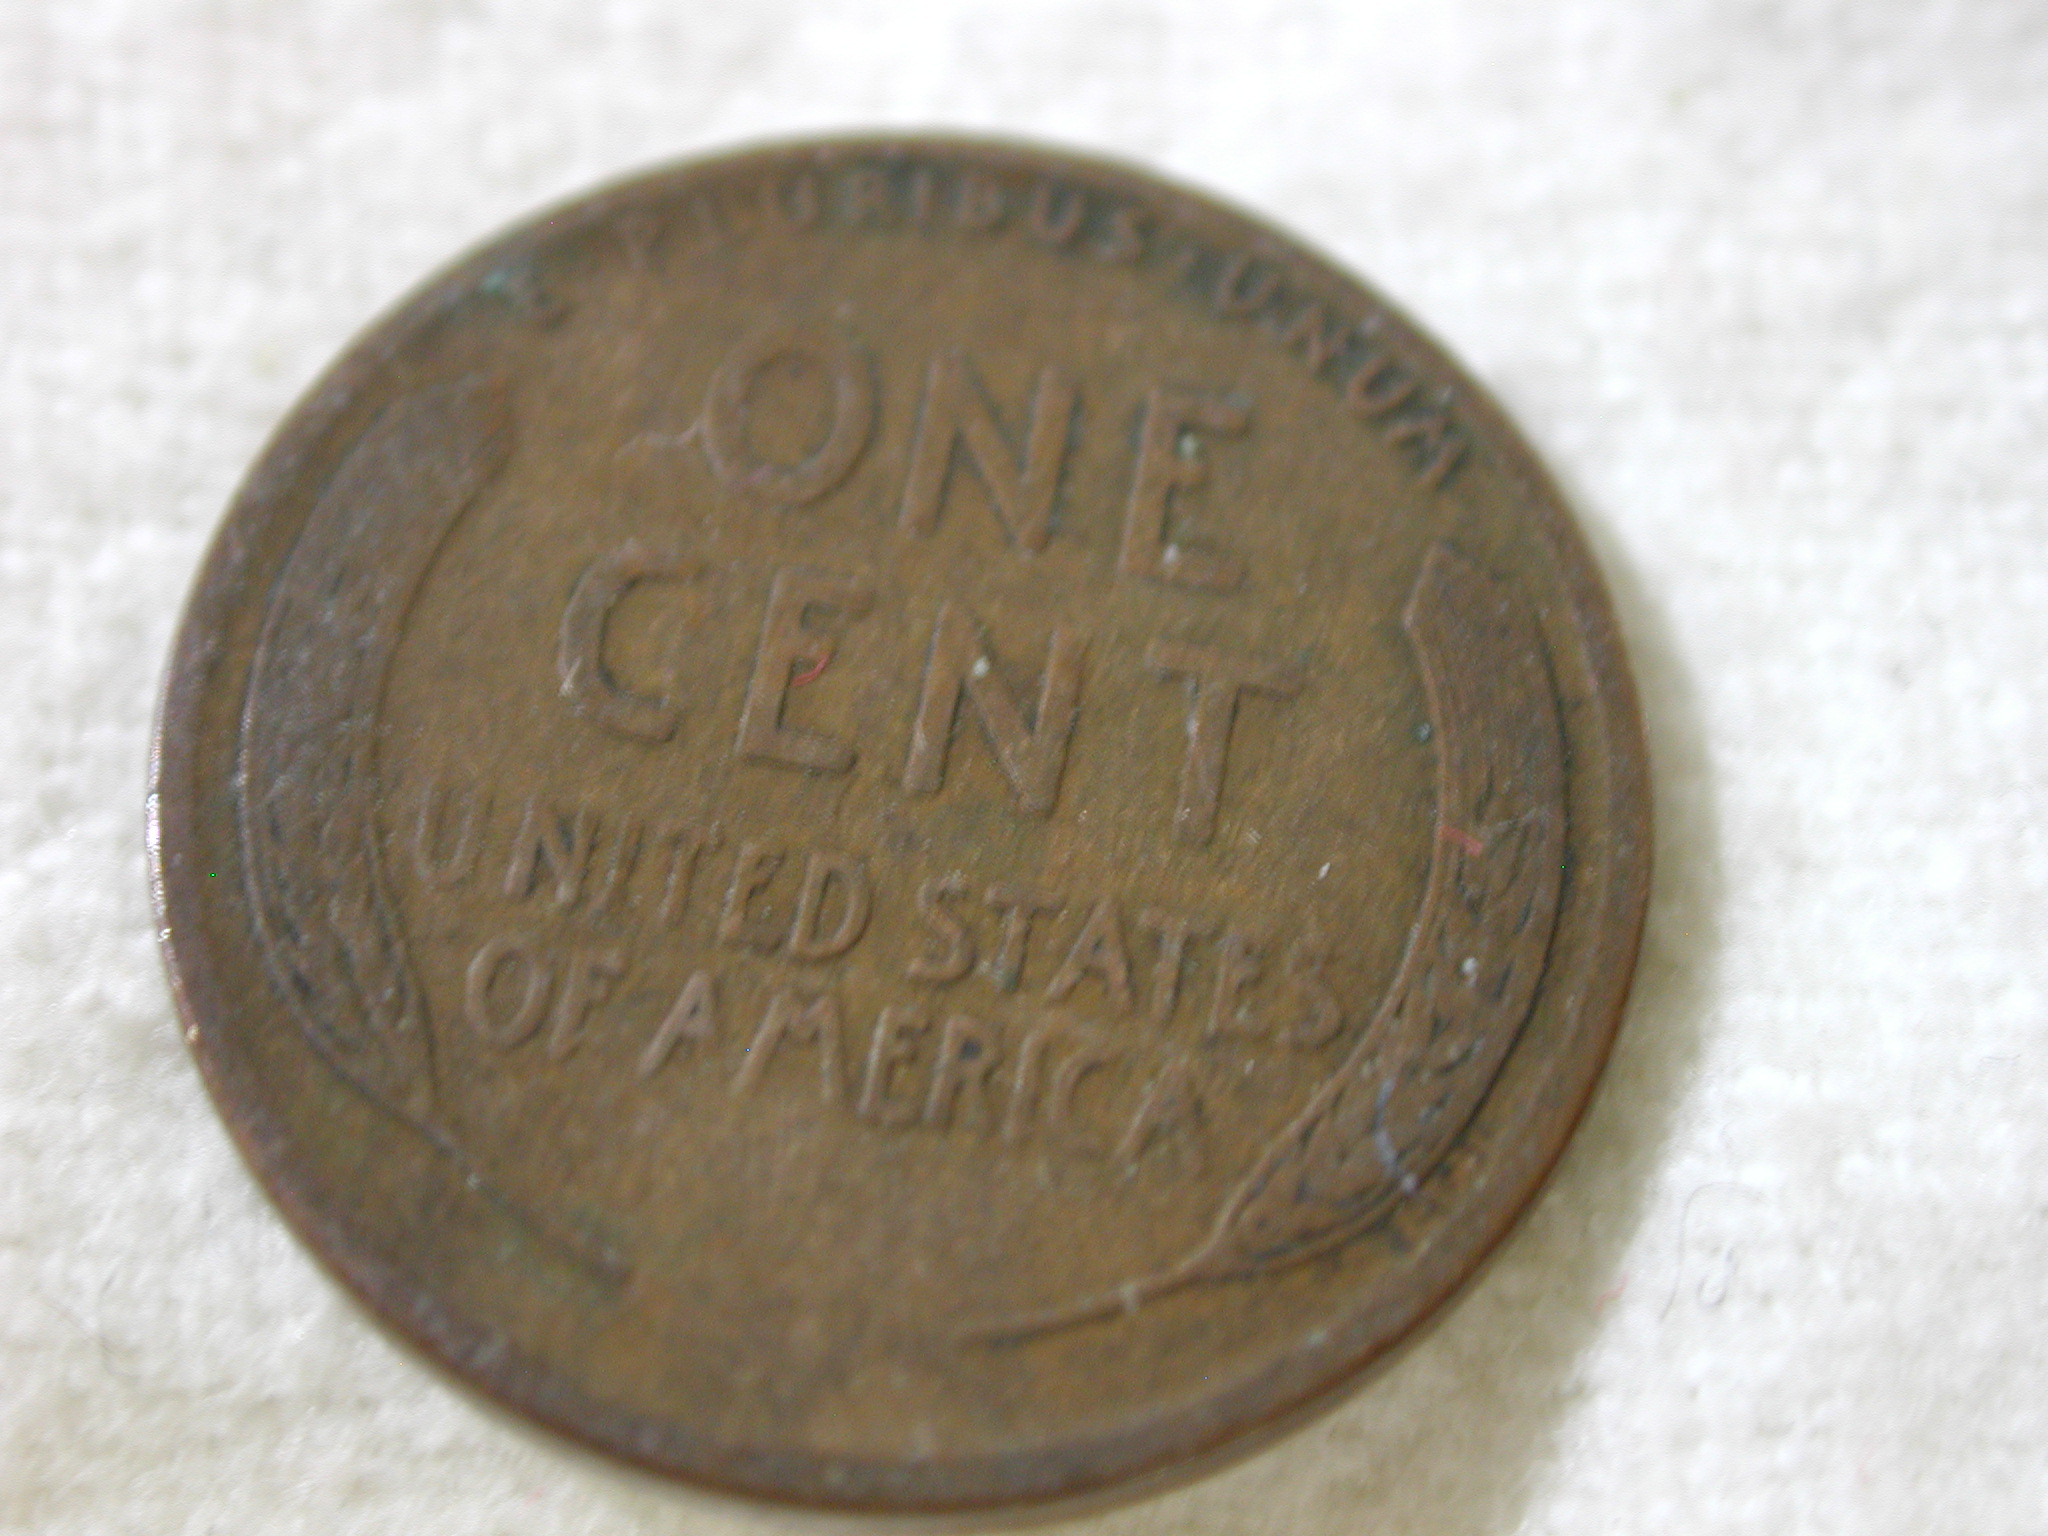 E PLURIBUS · UNUM
ONE
CENT
UNITED STATES
OF AMERICA